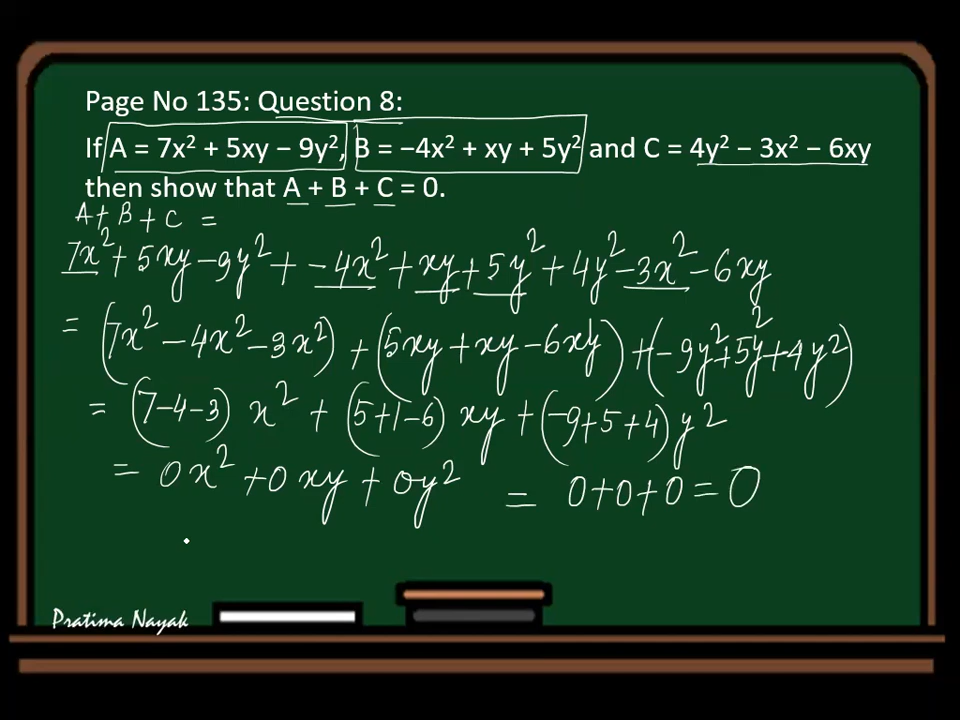 Page No 135: Question 8:
If A = 7x² + 5xy − 9y², B = −4x² + xy + 5y² and C = 4y² − 3x² − 6xy
then show that A + B + C = 0.
A + B + C =
7x² + 5xy − 9y² + −4x² + xy + 5y² + 4y² − 3x² − 6xy
= (7x² − 4x² − 3x²) + (5xy + xy − 6xy) + (−9y² + 5y² + 4y²)
= (7−4−3) x² + (5+1−6) xy + (−9+5+4) y²
= 0x² + 0xy + 0y² = 0+0+0 = 0
Pratima Nayak